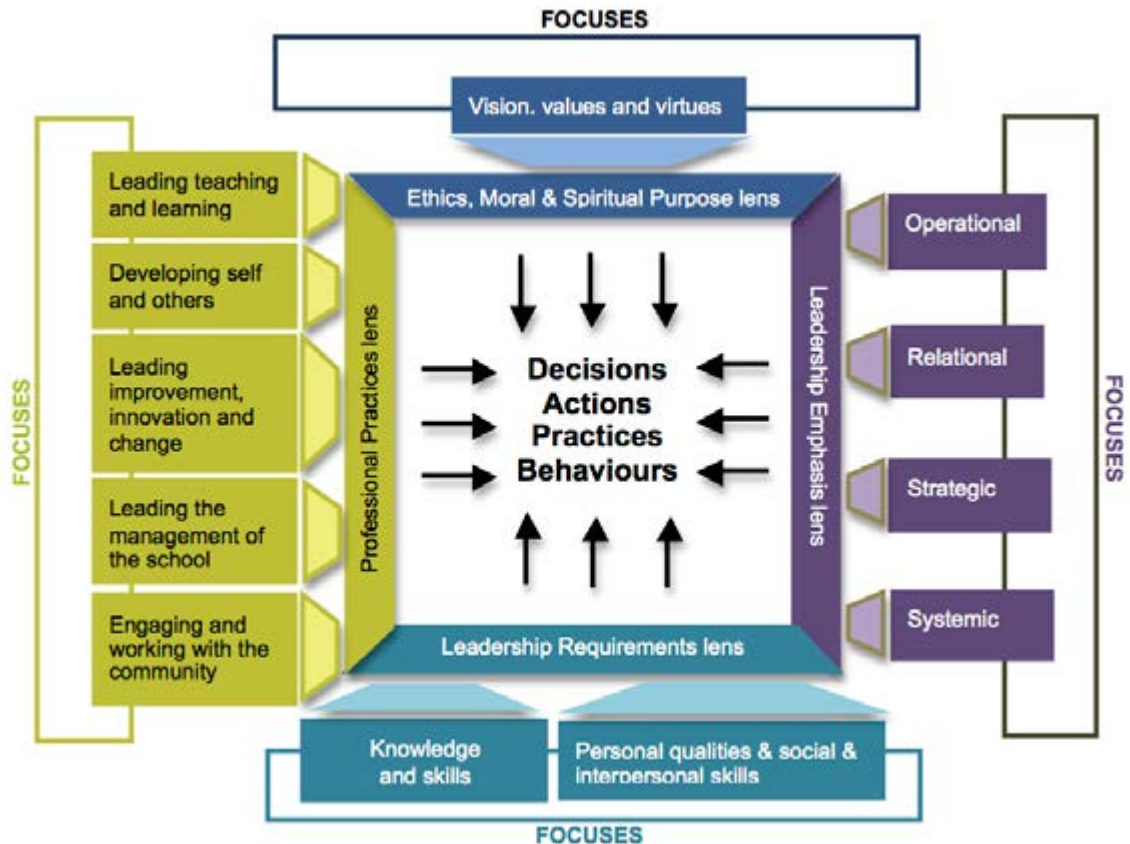 FOCUSES
Vision. values and virtues
Ethics, Moral & Spiritual Purpose lens
FOCUSES
Leading teaching
and learning
Developing self
and others
Leading
improvement,
innovation and
change
Leading the
management of
the school
Engaging and
working with the
community
Professional Practices lens
Decisions
Actions
Practices
Behaviours
Leadership Emphasis lens
Operational
Relational
Strategic
Systemic
FOCUSES
Leadership Requirements lens
Knowledge
and skills
Personal qualities & social &
interpersonal skills
FOCUSES